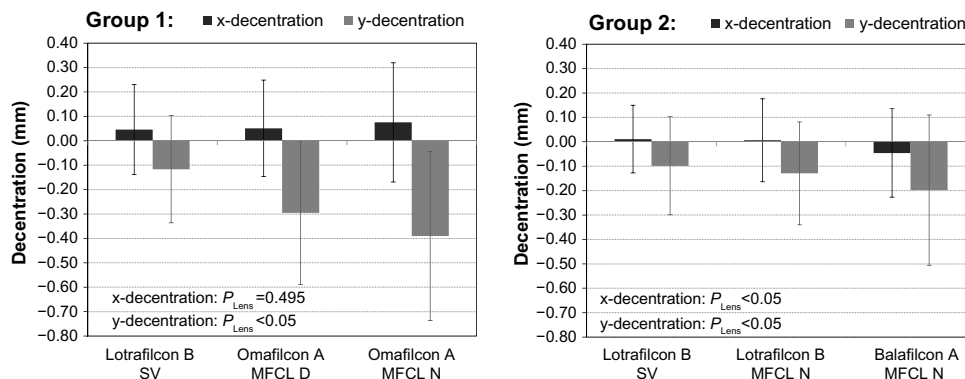 Group 1: x-decentration y-decentration
0.40
0.30
0.20
0.10
0.00
−0.10
−0.20
−0.30
−0.40
−0.50
−0.60
−0.70
−0.80
Decentration (mm)
x-decentration: PLens=0.495
y-decentration: PLens<0.05
Lotrafilcon B Omafilcon A Omafilcon A
SV MFCL D MFCL N
Group 2: x-decentration y-decentration
0.40
0.30
0.20
0.10
0.00
−0.10
−0.20
−0.30
−0.40
−0.50
−0.60
−0.70
−0.80
Decentration (mm)
x-decentration: PLens<0.05
y-decentration: PLens<0.05
Lotrafilcon B Lotrafilcon B Balafilcon A
SV MFCL N MFCL N